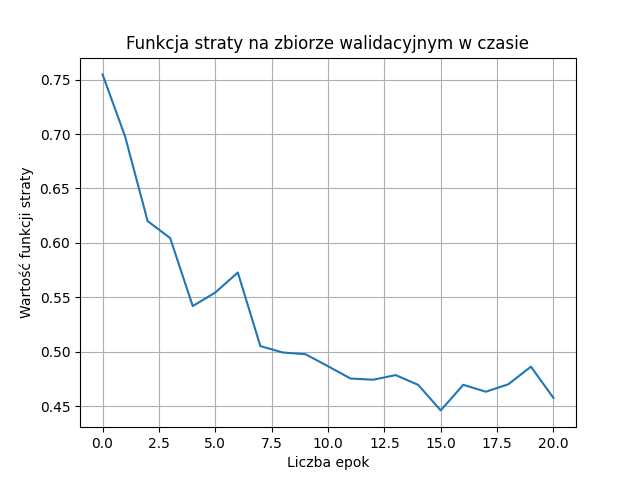 Funkcja straty na zbiorze walidacyjnym w czasie
0.75
0.70
0.65
0.60
0.55
0.50
0.45
Wartość funkcji straty
0.0 2.5 5.0 7.5 10.0 12.5 15.0 17.5 20.0
Liczba epok